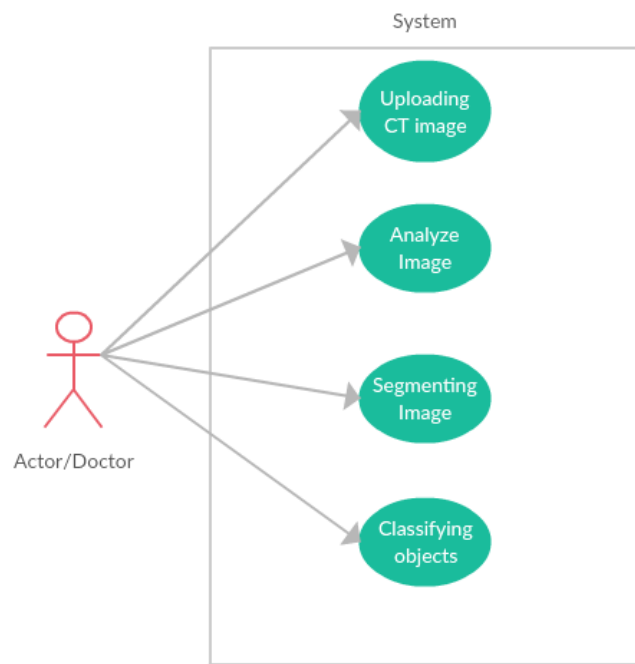 System
Uploading
CT image
Analyze
Image
Segmenting
Image
Actor/Doctor
Classifying
objects